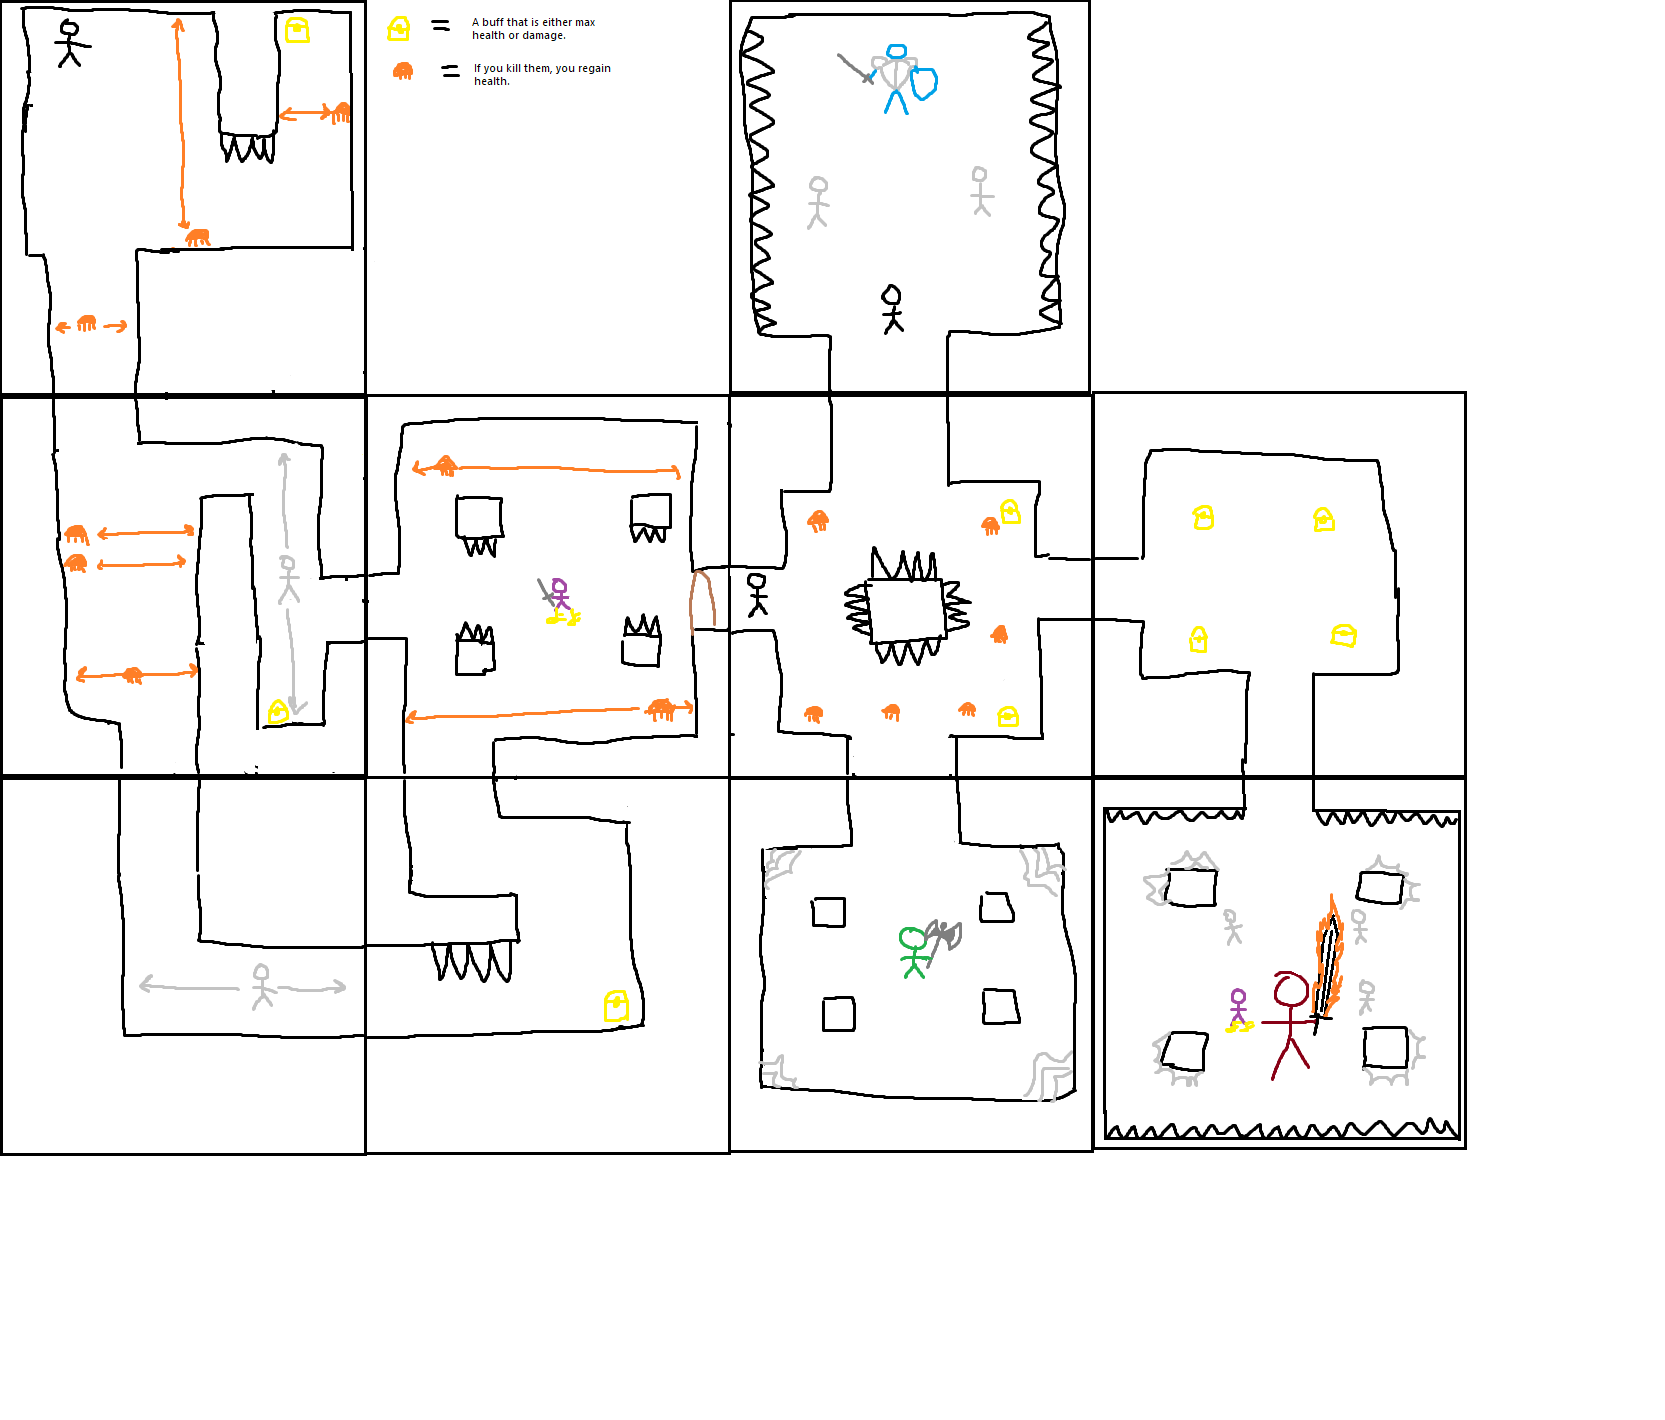 = A buff that is either max
health or damage.
= If you kill them, you regain
health.